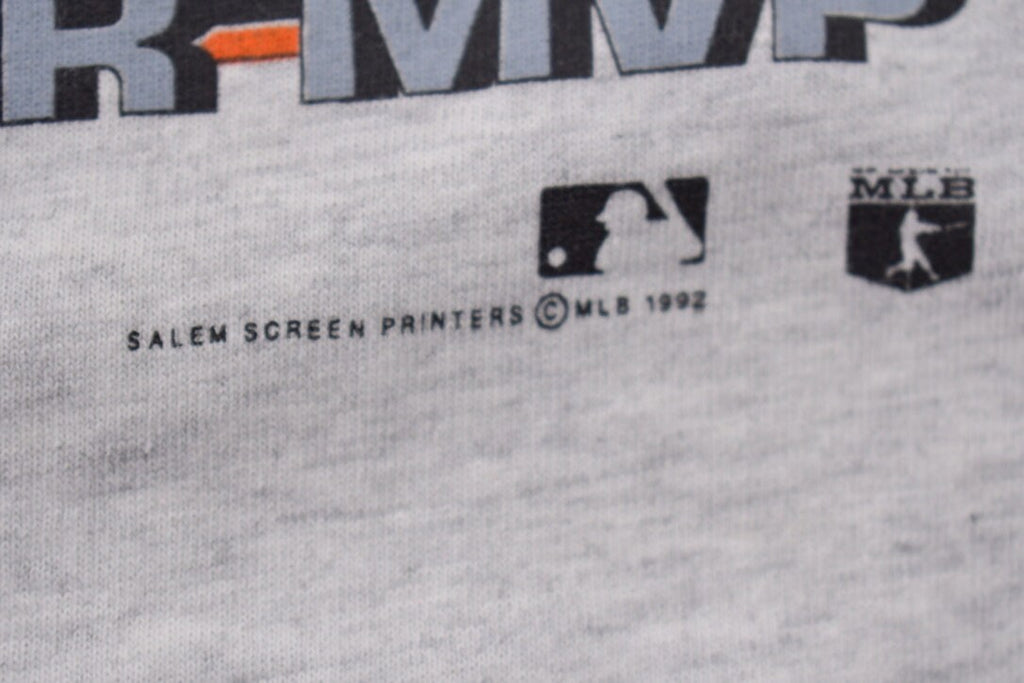 R-MVP
MLB
SALEM SCREEN PRINTERS © MLB 1992